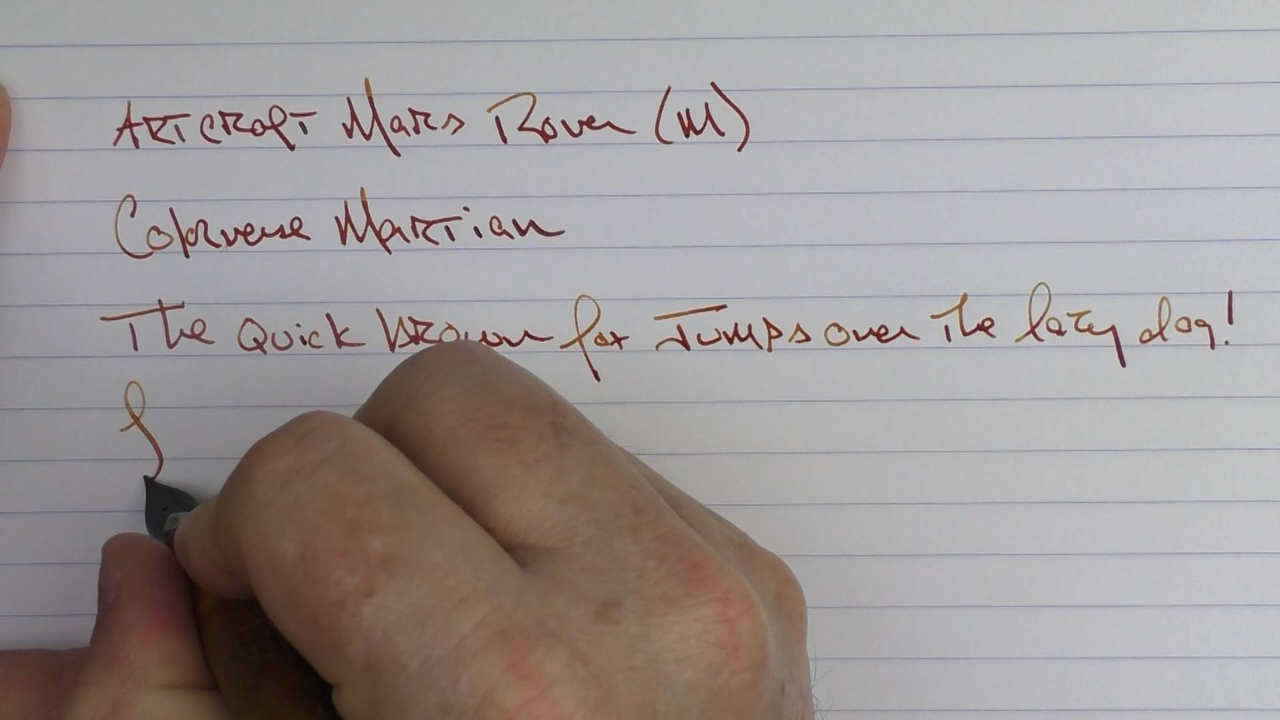 Artcraft Mars Rover (M)
Colorverse Martian
The Quick brown fox Jumps over The lazy dog!